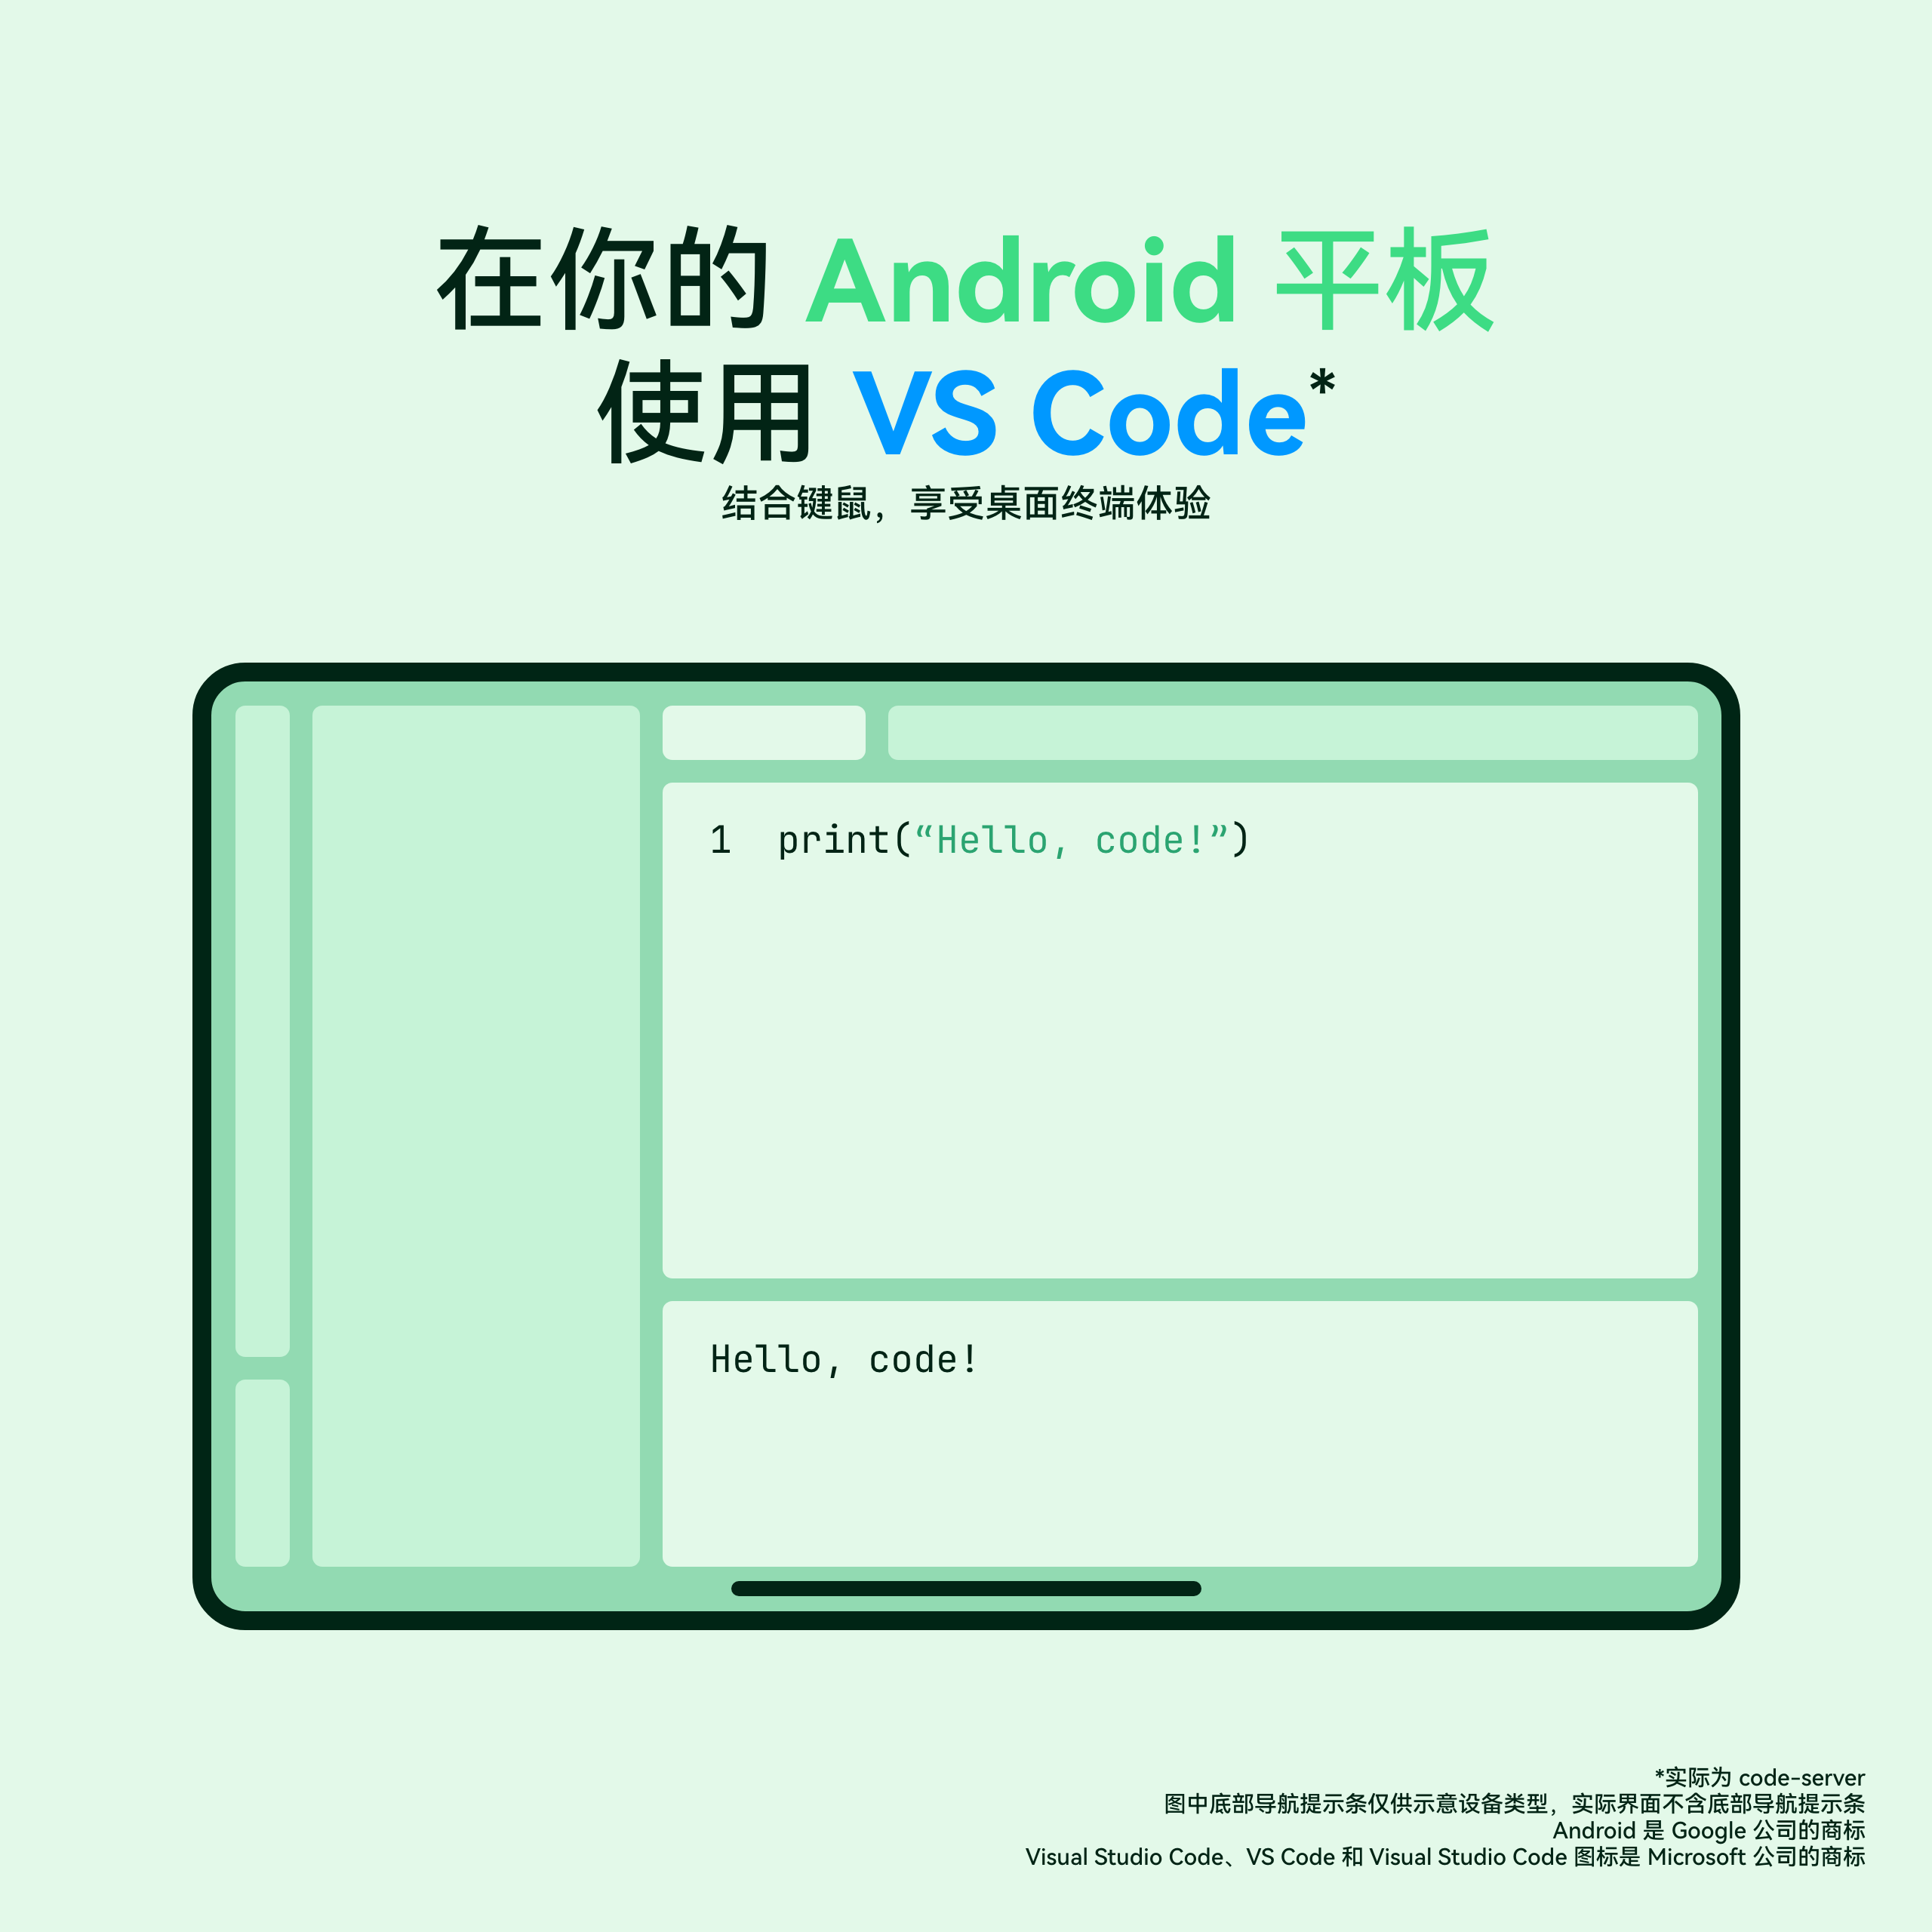 在你的 Android 平板
使用 VS Code*
结合键鼠，享受桌面终端体验
1 print(“Hello, code!”)
Hello, code!
*实际为 code-server
图中底部导航提示条仅供示意设备类型，实际界面不含底部导航提示条
Android 是 Google 公司的商标
Visual Studio Code、VS Code 和 Visual Studio Code 图标是 Microsoft 公司的商标